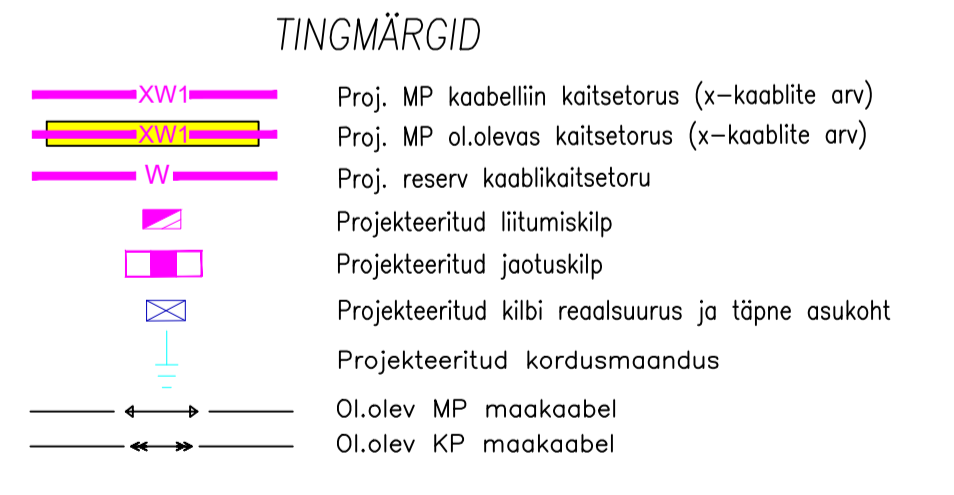 TINGMÄRGID
XW1 Proj. MP kaabelliin kaitsetorus (x-kaablite arv)
XW1 Proj. MP ol.olevas kaitsetorus (x-kaablite arv)
W Proj. reserv kaablikaitsetoru
Projekteeritud liitumiskilp
Projekteeritud jaotuskilp
Projekteeritud kilbi reaalsuurus ja täpne asukoht
Projekteeritud kordusmaandus
Ol.olev MP maakaabel
Ol.olev KP maakaabel